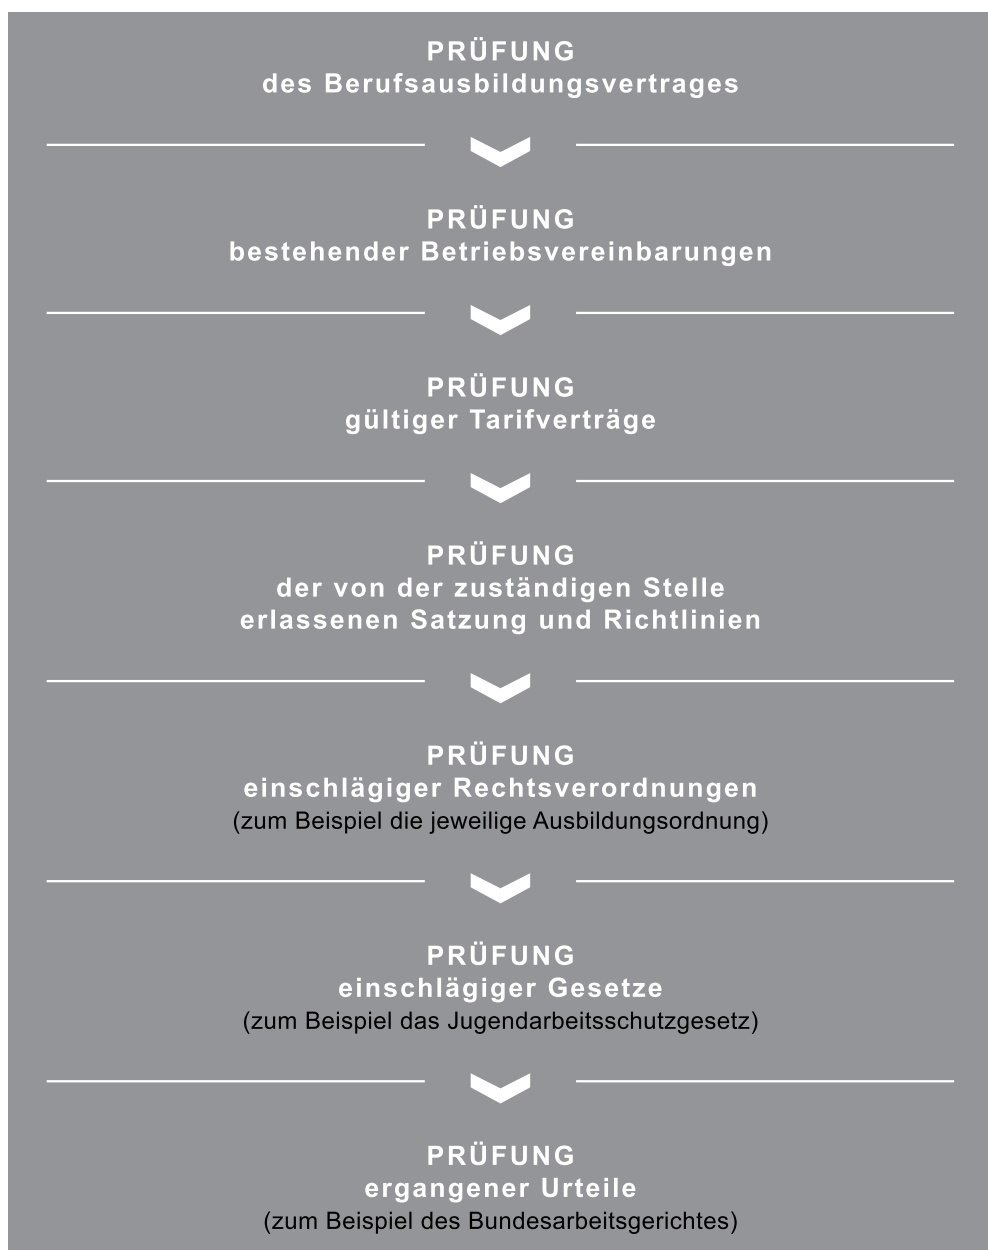 PRÜFUNG
des Berufsausbildungsvertrages
PRÜFUNG
bestehender Betriebsvereinbarungen
PRÜFUNG
gültiger Tarifverträge
PRÜFUNG
der von der zuständigen Stelle
erlassenen Satzung und Richtlinien
PRÜFUNG
einschlägiger Rechtsverordnungen
(zum Beispiel die jeweilige Ausbildungsordnung)
PRÜFUNG
einschlägiger Gesetze
(zum Beispiel das Jugendarbeitsschutzgesetz)
PRÜFUNG
ergangener Urteile
(zum Beispiel des Bundesarbeitsgerichtes)